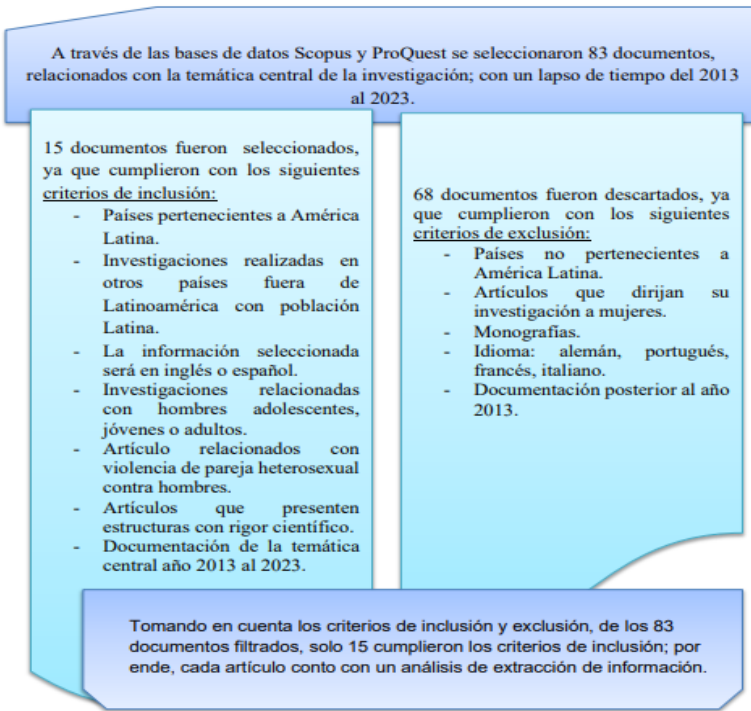 A través de las bases de datos Scopus y ProQuest se seleccionaron 83 documentos,
relacionados con la temática central de la investigación; con un lapso de tiempo del 2013
al 2023.
15 documentos fueron seleccionados,
ya que cumplieron con los siguientes
criterios de inclusión:
- Países pertenecientes a América
Latina.
- Investigaciones realizadas en
otros países fuera de
Latinoamérica con población
Latina.
- La información seleccionada
será en inglés o español.
- Investigaciones relacionadas
con hombres adolescentes,
jóvenes o adultos.
- Artículo relacionados con
violencia de pareja heterosexual
contra hombres.
- Artículos que presenten
estructuras con rigor científico.
- Documentación de la temática
central año 2013 al 2023.
68 documentos fueron descartados, ya
que cumplieron con los siguientes
criterios de exclusión:
- Países no pertenecientes a
América Latina.
- Artículos que dirijan su
investigación a mujeres.
- Monografías.
- Idioma: alemán, portugués,
francés, italiano.
- Documentación posterior al año
2013.
Tomando en cuenta los criterios de inclusión y exclusión, de los 83
documentos filtrados, solo 15 cumplieron los criterios de inclusión; por
ende, cada artículo conto con un análisis de extracción de información.